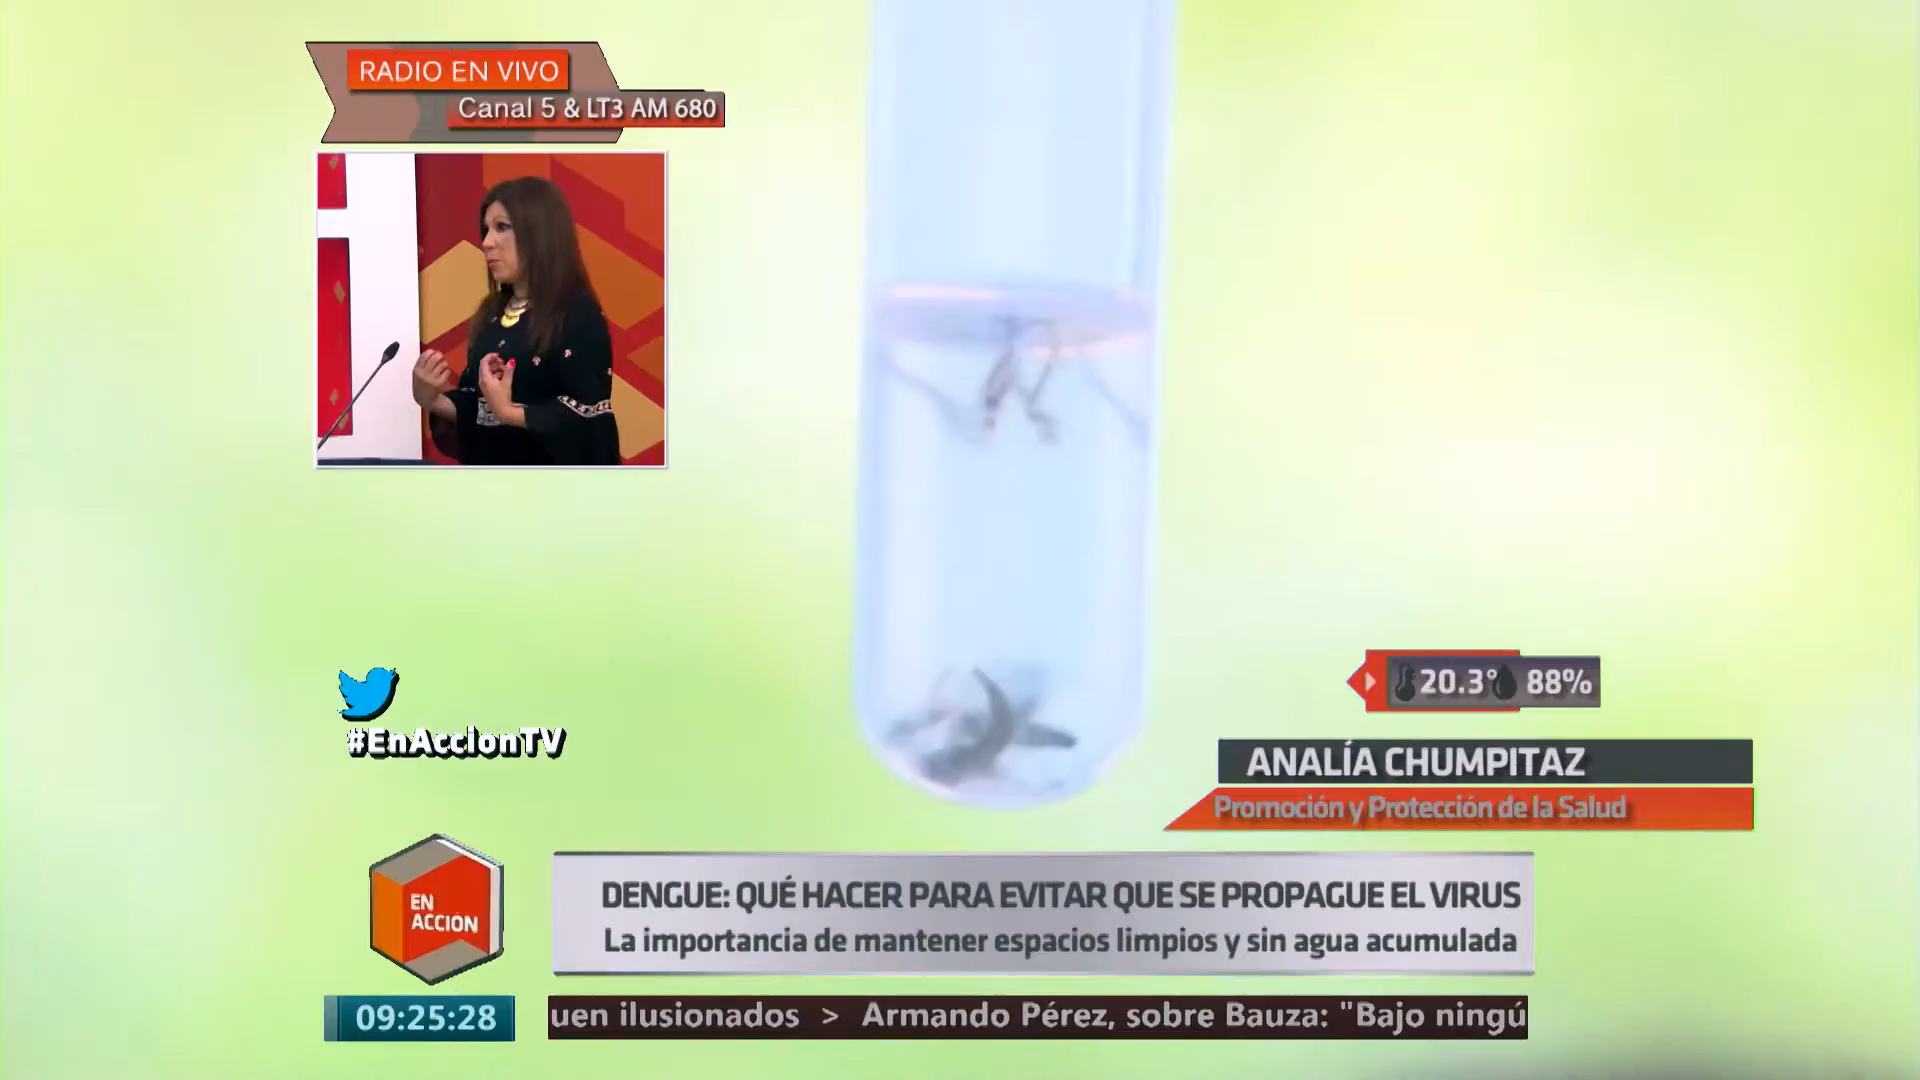 RADIO EN VIVO
Canal 5 & LT3 AM 680
20.3° 88%
#EnAccionTV
ANALÍA CHUMPITAZ
Promoción y Protección de la Salud
EN
ACCIÓN
DENGUE: QUÉ HACER PARA EVITAR QUE SE PROPAGUE EL VIRUS
La importancia de mantener espacios limpios y sin agua acumulada
09:25:28
uen ilusionados > Armando Pérez, sobre Bauza: "Bajo ningú